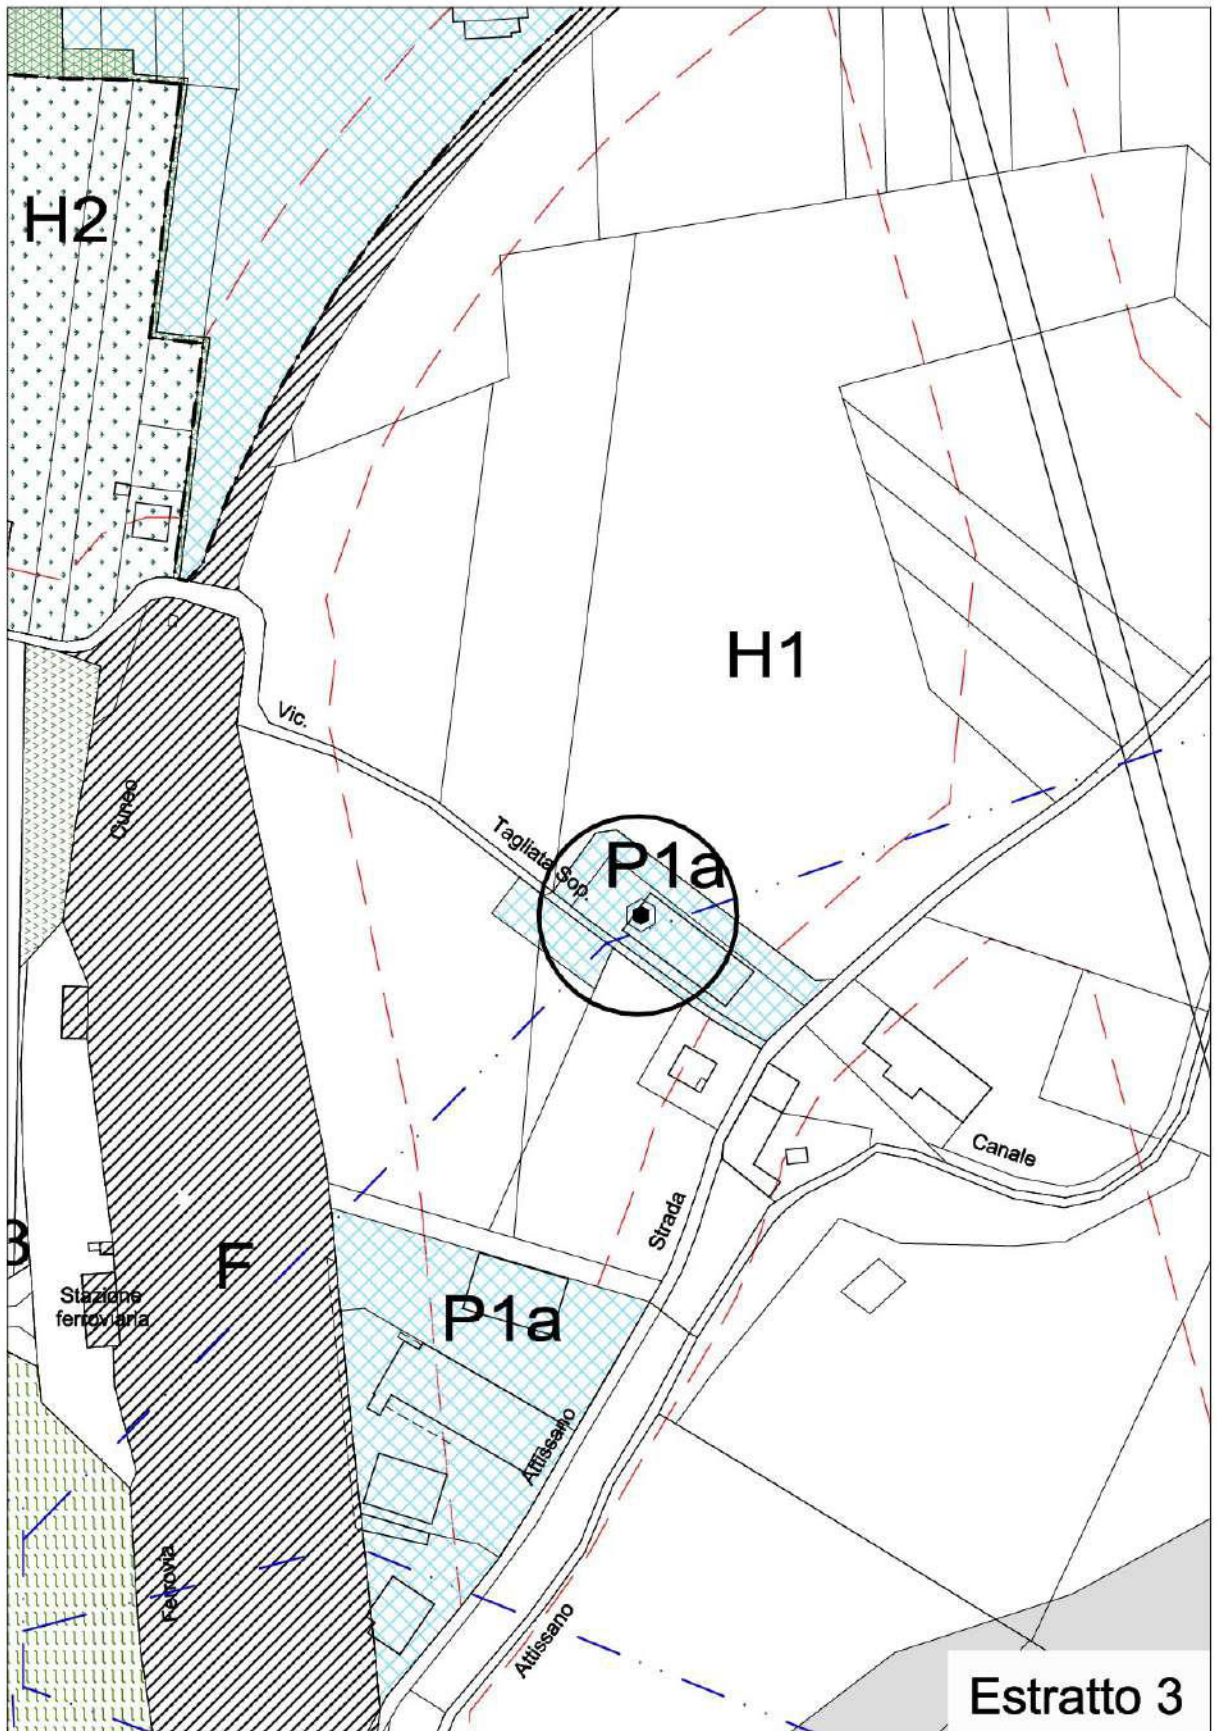 H2
H1
Vic.
Cuneo
Tagliata Sop.
P1a
Canale
Strada
B
F
Stazione
ferroviaria
P1a
Attissano
Ferrovia
Attissano
Estratto 3